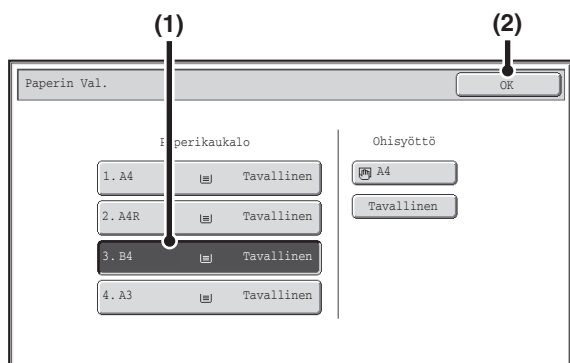 (1) (2)
Paperin Val. OK
Paperikaukalo Ohisyöttö
1. A4 Tavallinen A4
2. A4R Tavallinen Tavallinen
3. B4 Tavallinen
4. A3 Tavallinen